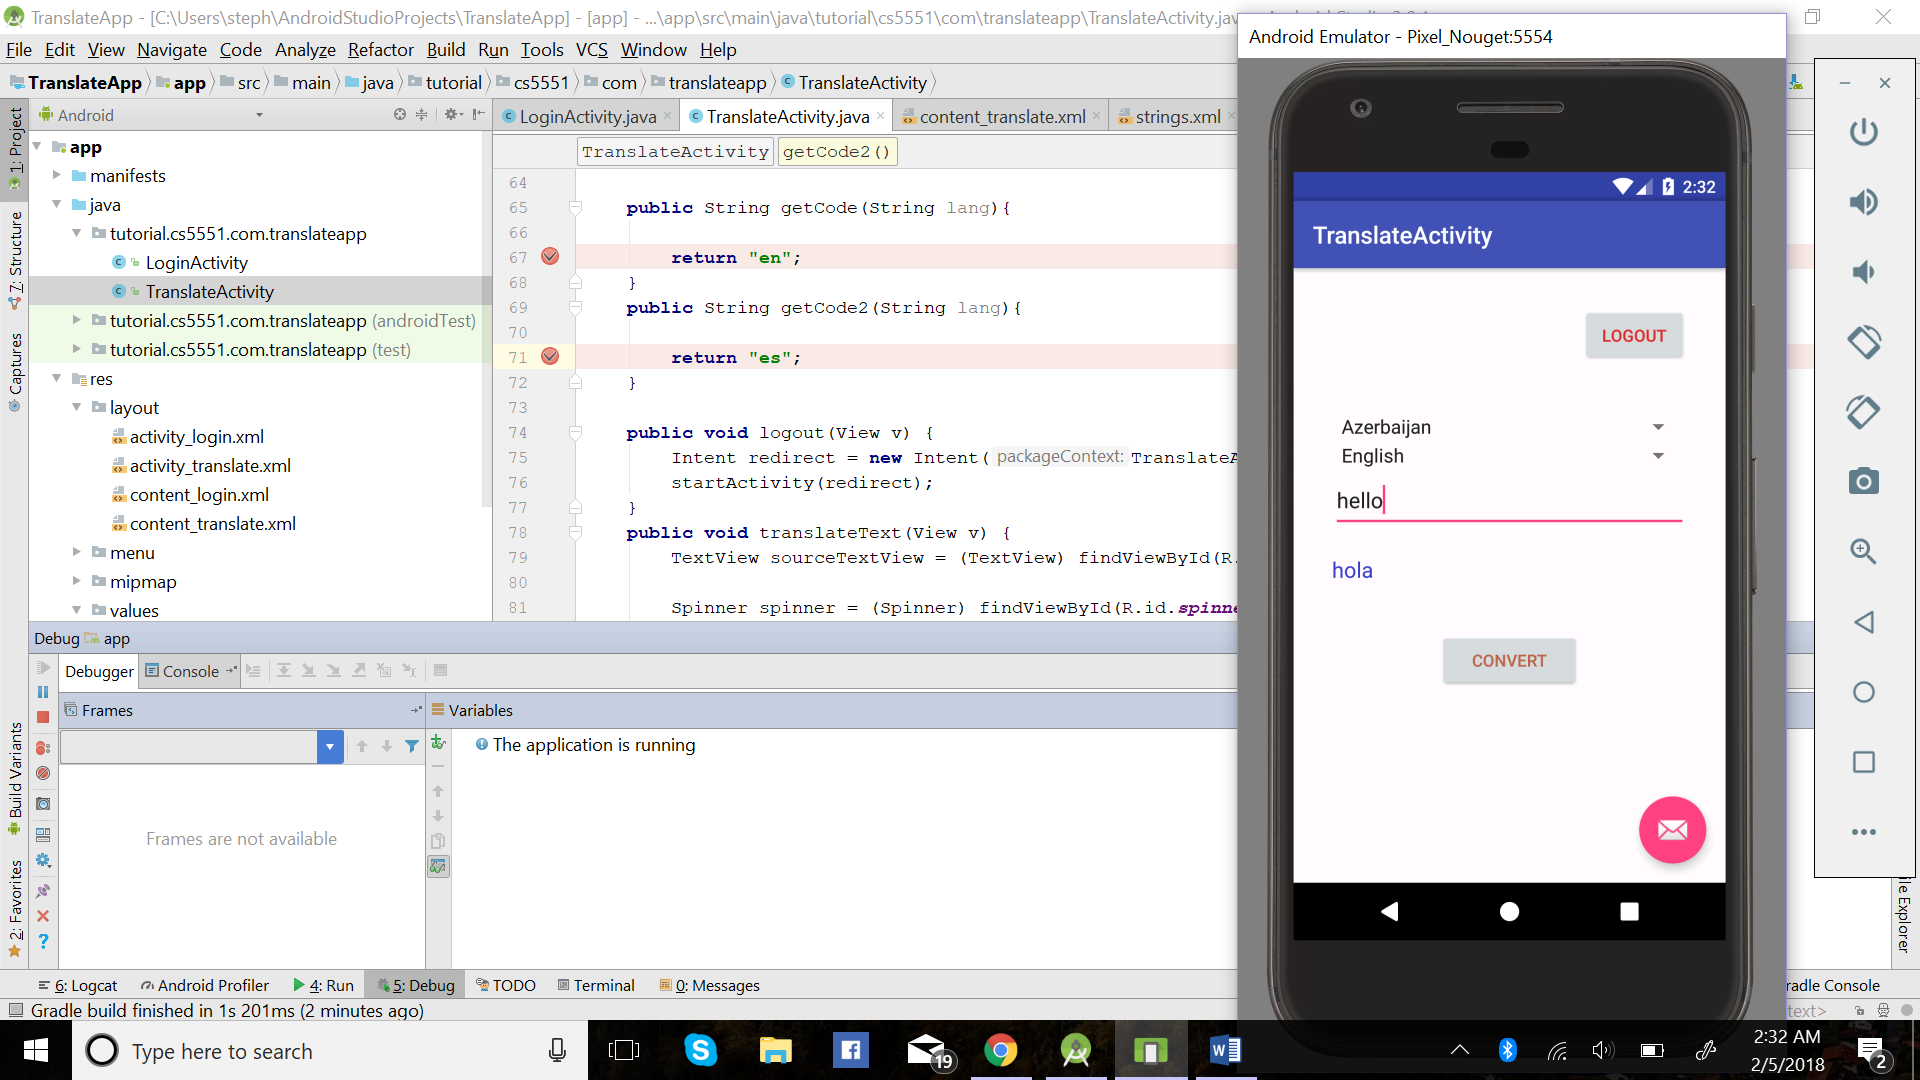 TranslateApp - [C:\Users\steph\AndroidStudioProjects\TranslateApp] - [app] - ...\app\src\main\java\tutorial\cs5551\com\translateapp\TranslateActivity.jav
File Edit View Navigate Code Analyze Refactor Build Run Tools VCS Window Help
TranslateApp app src main java tutorial cs5551 com translateapp TranslateActivity
Android
LoginActivity.java TranslateActivity.java content_translate.xml strings.xml
TranslateActivity getCode2()
1: Project
7: Structure
Captures
Build Variants
2: Favorites
app
manifests
java
tutorial.cs5551.com.translateapp
LoginActivity
TranslateActivity
tutorial.cs5551.com.translateapp (androidTest)
tutorial.cs5551.com.translateapp (test)
res
layout
activity_login.xml
activity_translate.xml
content_login.xml
content_translate.xml
menu
mipmap
values
64
65 public String getCode(String lang){
66
67 return "en";
68 }
69 public String getCode2(String lang){
70
71 return "es";
72 }
73
74 public void logout(View v) {
75 Intent redirect = new Intent( packageContext: TranslateA
76 startActivity(redirect);
77 }
78 public void translateText(View v) {
79 TextView sourceTextView = (TextView) findViewById(R.
80
81 Spinner spinner = (Spinner) findViewById(R.id.spinne
Debug app
Debugger Console
Frames Variables
The application is running
Frames are not available
6: Logcat Android Profiler 4: Run 5: Debug TODO Terminal 0: Messages
Gradle build finished in 1s 201ms (2 minutes ago)
Android Emulator - Pixel_Nouget:5554
2:32
TranslateActivity
LOGOUT
Azerbaijan
English
hello
hola
CONVERT
le Explorer
radle Console
text>
Type here to search
19
2:32 AM
2/5/2018
2